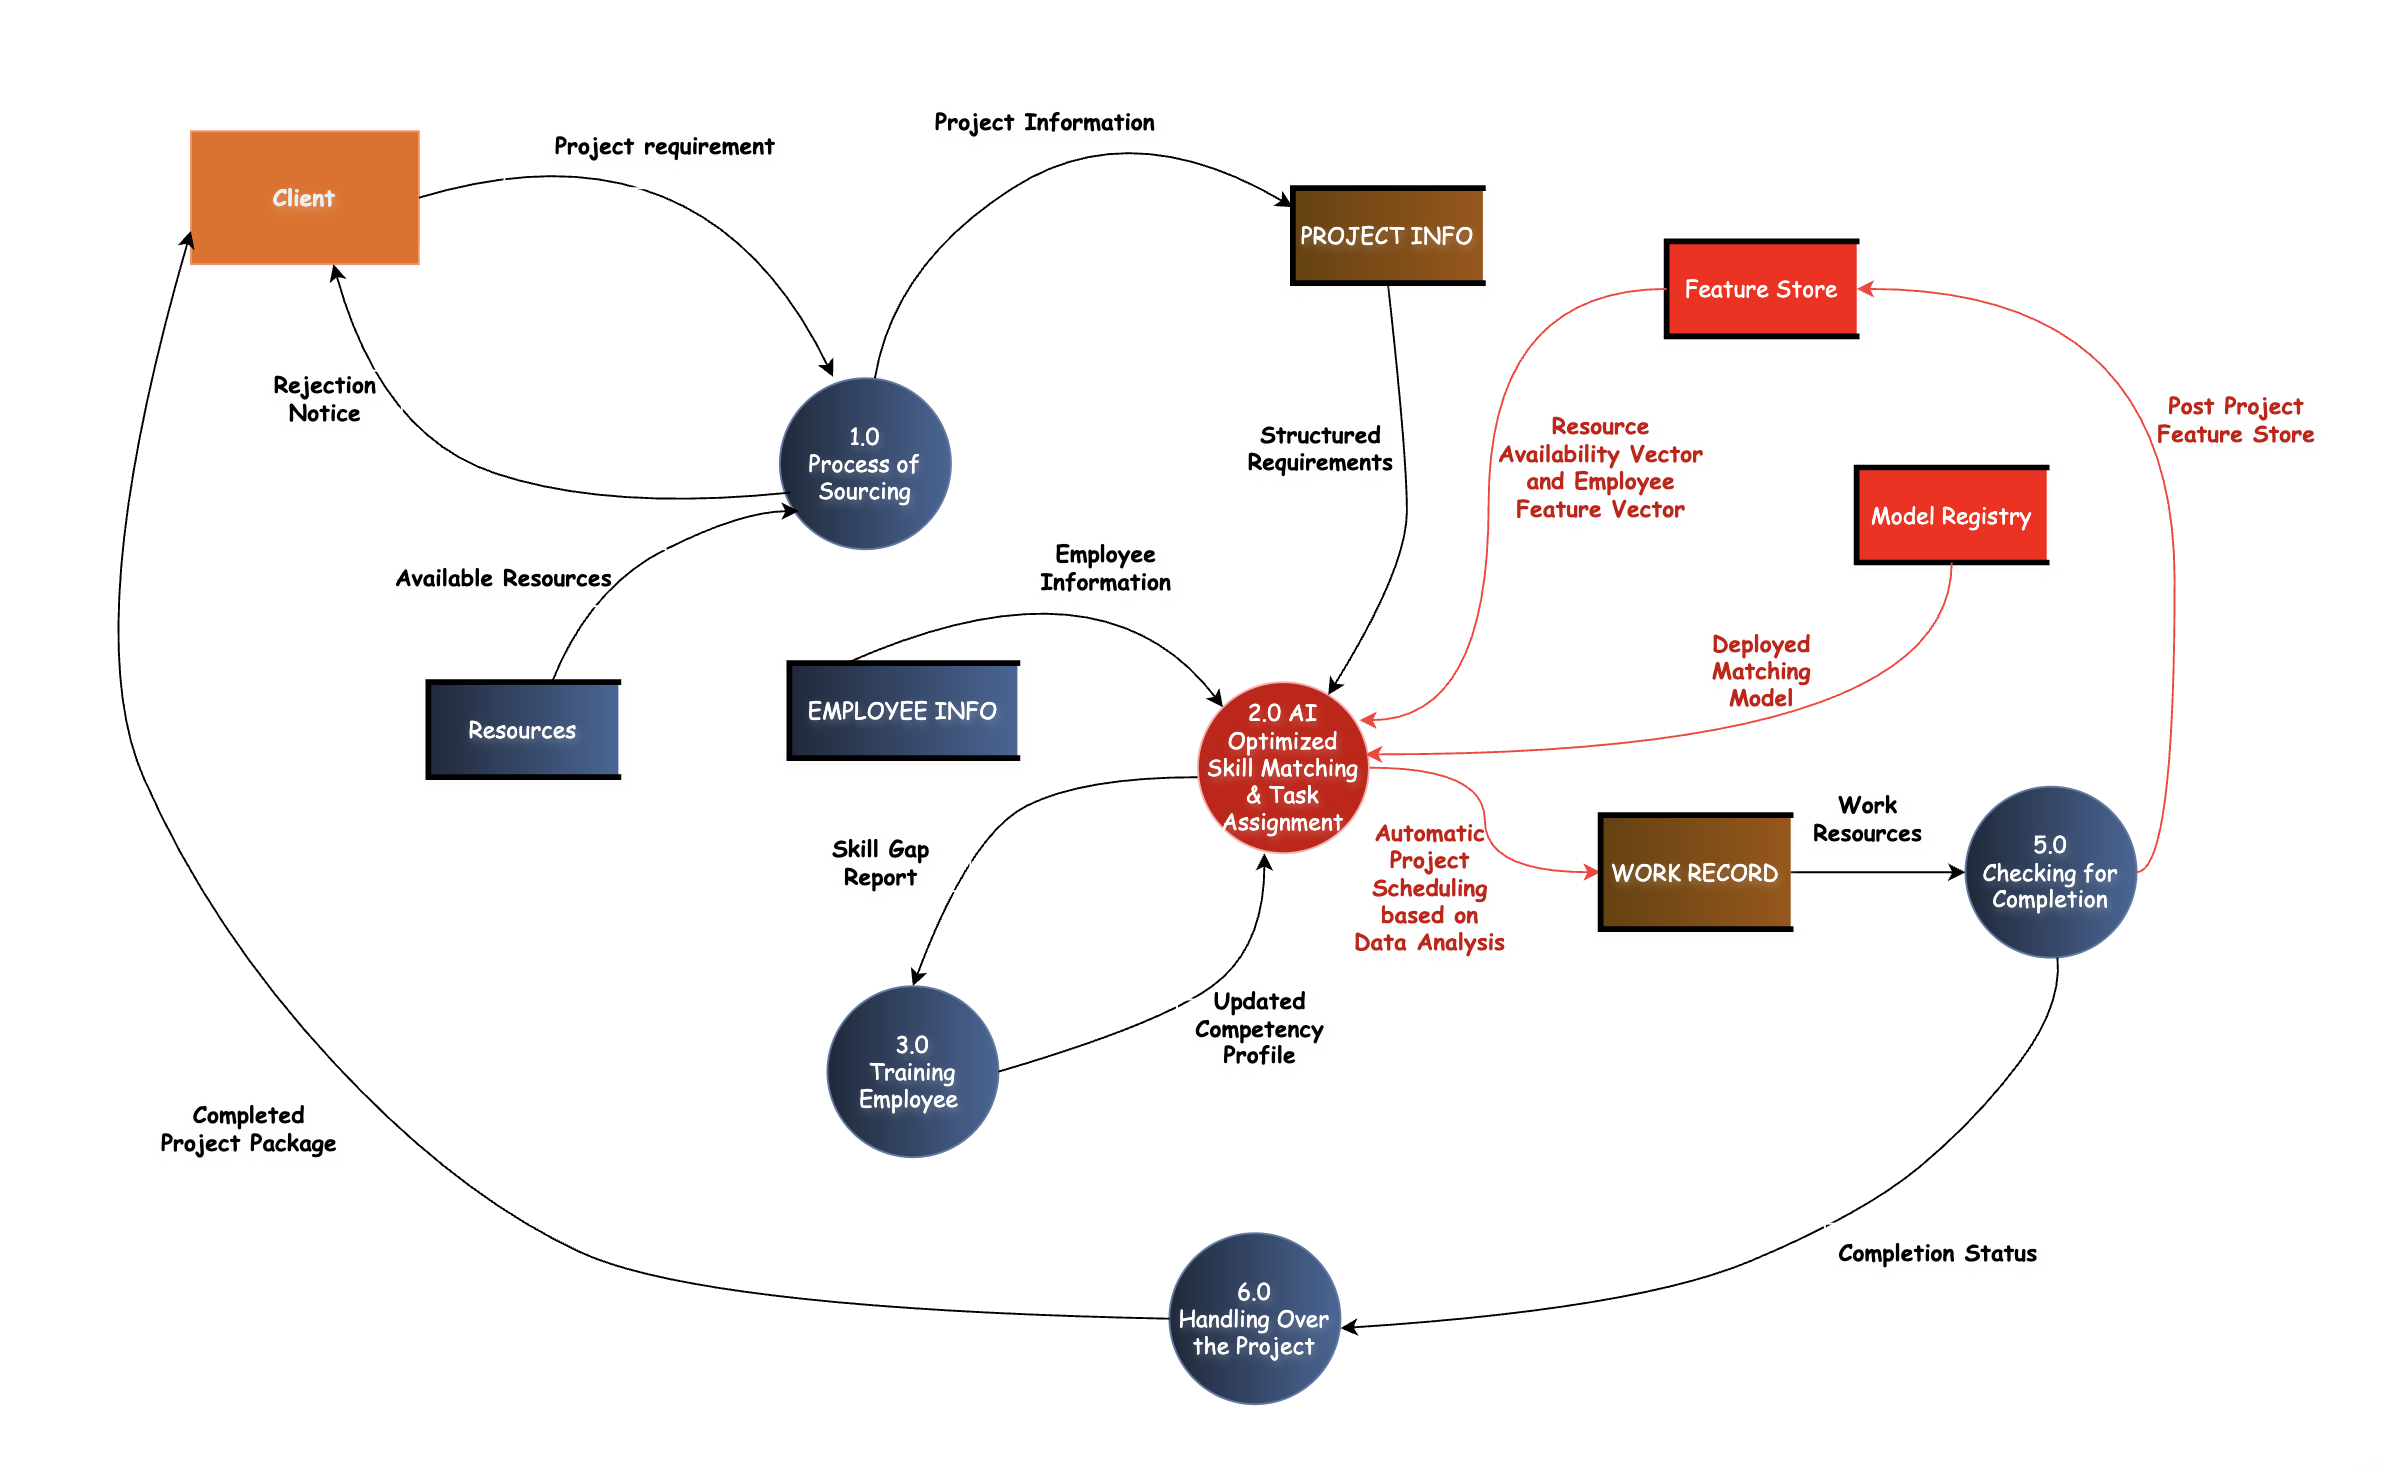 Project Information
Project requirement
Client
PROJECT INFO
Feature Store
Rejection
Notice
Post Project
Feature Store
1.0
Process of
Sourcing
Structured
Requirements
Resource
Availability Vector
and Employee
Feature Vector
Model Registry
Available Resources
Employee
Information
Deployed
Matching
Model
Resources
EMPLOYEE INFO
2.0 AI
Optimized
Skill Matching
& Task
Assignment
Skill Gap
Report
Automatic
Project
Scheduling
based on
Data Analysis
WORK RECORD
Work
Resources
5.0
Checking for
Completion
3.0
Training
Employee
Updated
Competency
Profile
Completed
Project Package
Completion Status
6.0
Handling Over
the Project